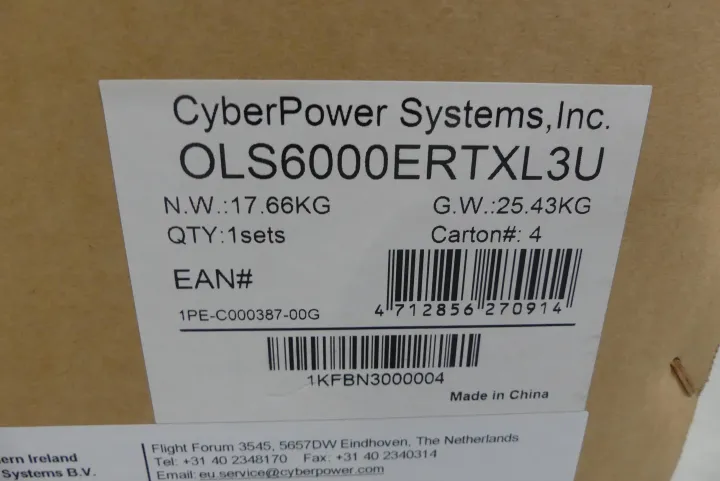 CyberPower Systems,Inc.
OLS6000ERTXL3U
N.W.:17.66KG G.W.:25.43KG
QTY:1sets Carton#: 4
EAN#
4 712856 270914
1PE-C000387-00G
1KFBN3000004
Made in China
Flight Forum 3545, 5657DW Eindhoven, The Netherlands
ern Ireland Tel: +31 40 2348170 Fax: +31 40 2340314
Systems B.V. Email: eu.service@cyberpower.com